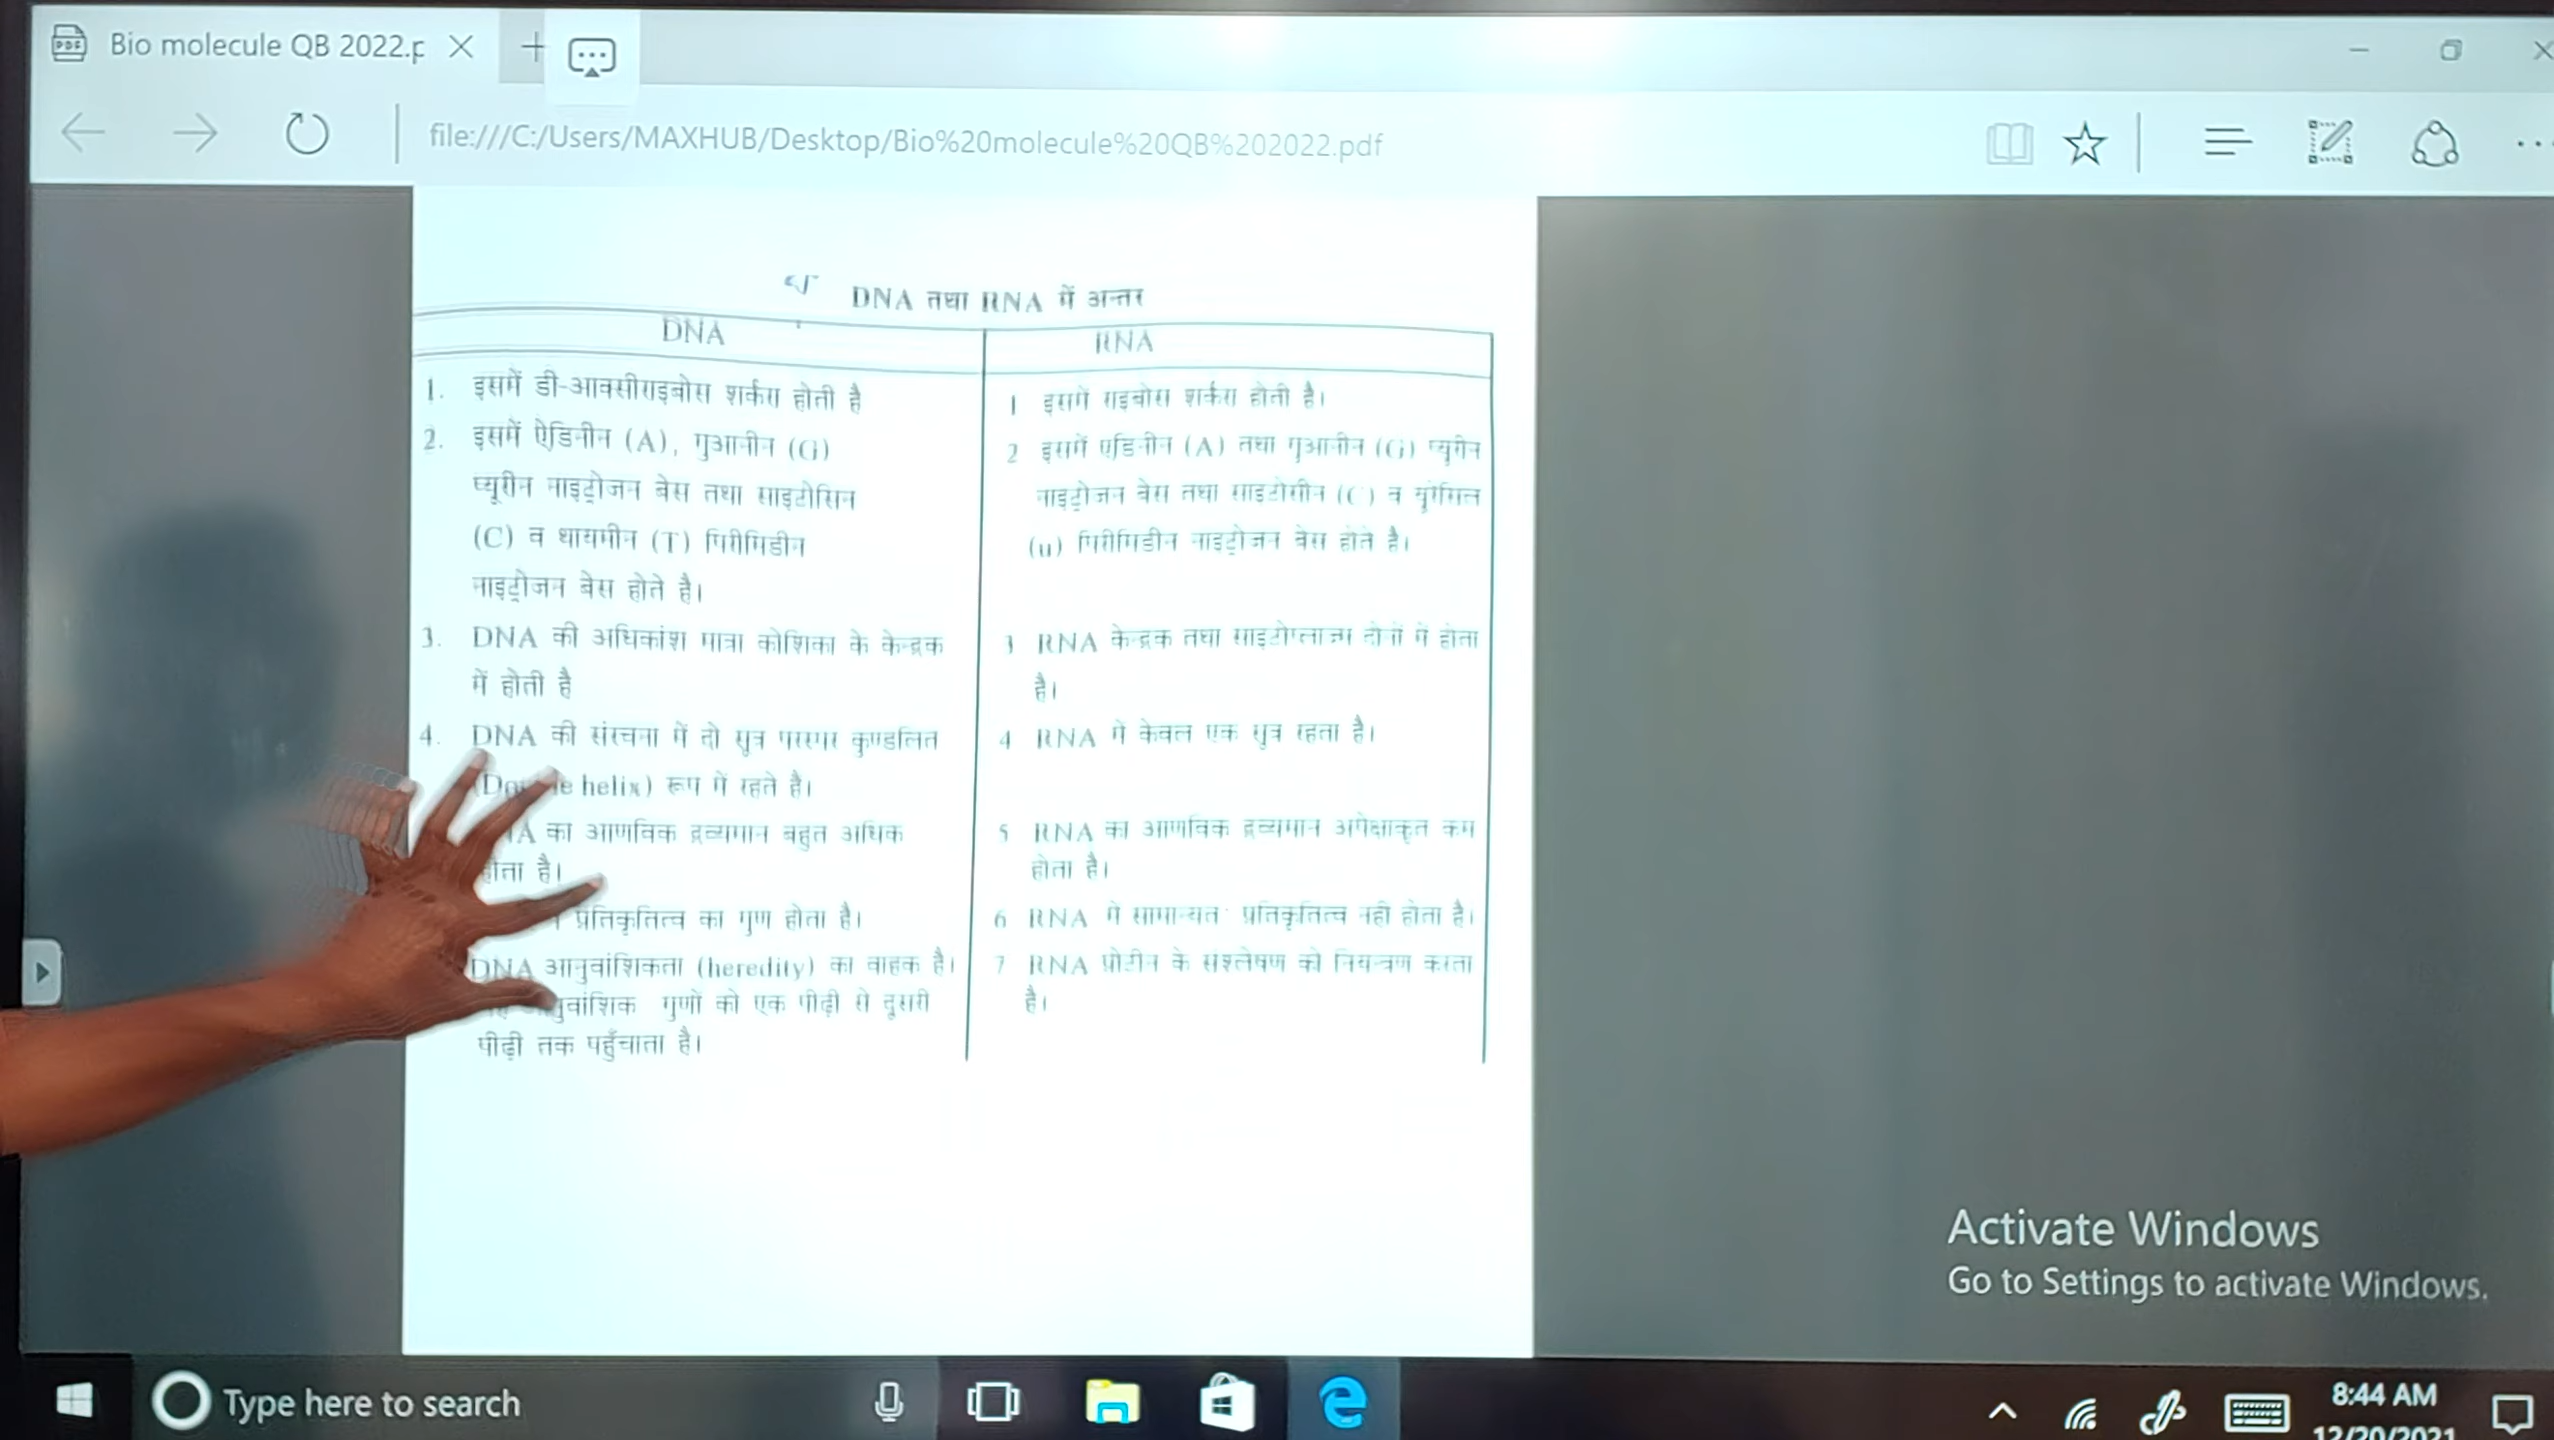 Bio molecule QB 2022.p
file:///C:/Users/MAXHUB/Desktop/Bio%20molecule%20QB%202022.pdf
DNA तथा RNA में अन्तर
DNA
RNA
1. इसमें डी-आक्सीराइबोस शर्करा होती है
2. इसमें ऐडिनीन (A), गुआनीन (G)
प्यूरीन नाइट्रोजन बेस तथा साइटोसिन
(C) व थायमीन (T) पिरीमिडीन
नाइट्रोजन बेस होते है।
3. DNA की अधिकांश मात्रा कोशिका के केन्द्रक
में होती है
4. DNA की संरचना में दो सूत्र परस्पर कुण्डलित
helix) रूप में रहते है।
का आणविक द्रव्यमान बहुत अधिक
होता है।
प्रतिकृतित्व का गुण होता है।
DNA आनुवांशिकता (heredity) का वाहक है।
गुणों को एक पीढ़ी से दूसरी
पीढ़ी तक पहुँचाता है।
1 इसमें राइबोस शर्करा होती है।
2 इसमें एडिनीन (A) तथा गुआनीन (G) प्यूरीन
नाइट्रोजन बेस तथा साइटोसीन (C) व यूरेसिल
(u) पिरीमिडीन नाइट्रोजन बेस होते है।
3 RNA केन्द्रक तथा साइटोप्लाज्म दोनों में होता
है।
4 RNA में केवल एक सूत्र रहता है।
5 RNA का आणविक द्रव्यमान अपेक्षाकृत कम
होता है।
6 RNA में सामान्यत: प्रतिकृतित्व नही होता है।
7 RNA प्रोटीन के संश्लेषण को नियन्त्रण करता
है।
Activate Windows
Go to Settings to activate Windows.
Type here to search
8:44 AM
12/20/2021